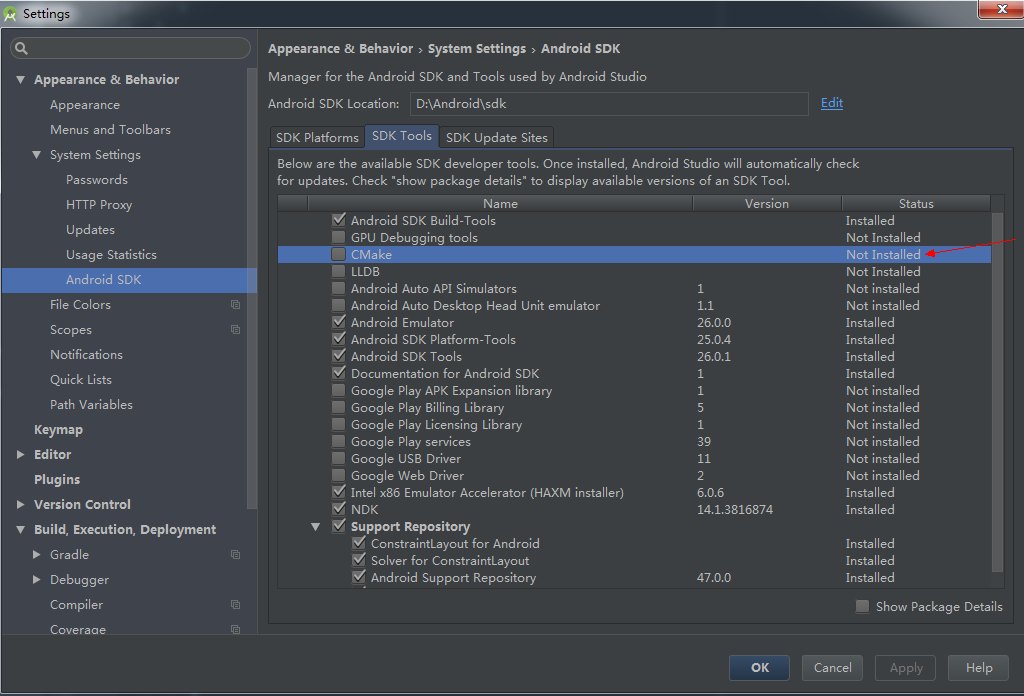 Settings
Appearance & Behavior › System Settings › Android SDK
Manager for the Android SDK and Tools used by Android Studio
Android SDK Location: D:\Android\sdk Edit
SDK Platforms SDK Tools SDK Update Sites
Below are the available SDK developer tools. Once installed, Android Studio will automatically check
for updates. Check "show package details" to display available versions of an SDK Tool.
Name Version Status
Android SDK Build-Tools Installed
GPU Debugging tools Not Installed
CMake Not Installed
LLDB Not Installed
Android Auto API Simulators 1 Not installed
Android Auto Desktop Head Unit emulator 1.1 Not installed
Android Emulator 26.0.0 Installed
Android SDK Platform-Tools 25.0.4 Installed
Android SDK Tools 26.0.1 Installed
Documentation for Android SDK 1 Installed
Google Play APK Expansion library 1 Not installed
Google Play Billing Library 5 Not installed
Google Play Licensing Library 1 Not installed
Google Play services 39 Not installed
Google USB Driver 11 Not installed
Google Web Driver 2 Not installed
Intel x86 Emulator Accelerator (HAXM installer) 6.0.6 Installed
NDK 14.1.3816874 Installed
Support Repository
ConstraintLayout for Android Installed
Solver for ConstraintLayout Installed
Android Support Repository 47.0.0 Installed
Show Package Details
Appearance & Behavior
Appearance
Menus and Toolbars
System Settings
Passwords
HTTP Proxy
Updates
Usage Statistics
Android SDK
File Colors
Scopes
Notifications
Quick Lists
Path Variables
Keymap
Editor
Plugins
Version Control
Build, Execution, Deployment
Gradle
Debugger
Compiler
Coverage
OK Cancel Apply Help